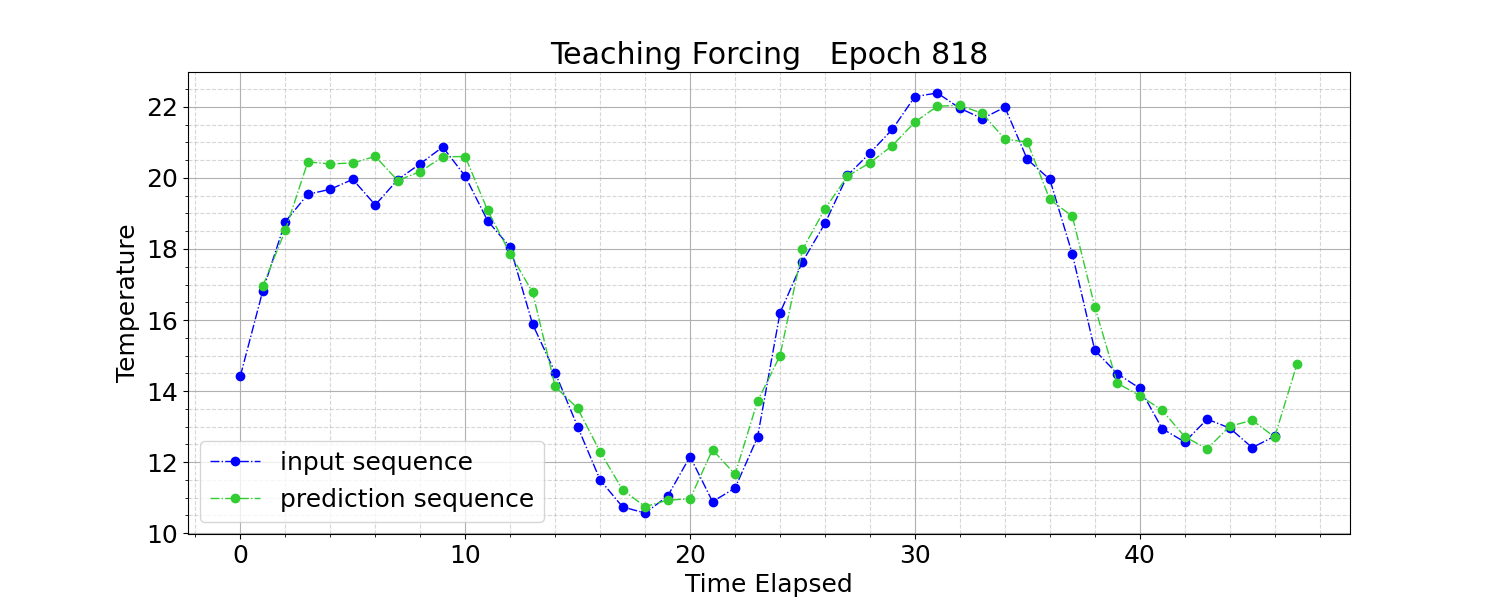 Teaching Forcing   Epoch 818
Temperature
22
20
18
16
14
12
10
input sequence
prediction sequence
0 10 20 30 40
Time Elapsed